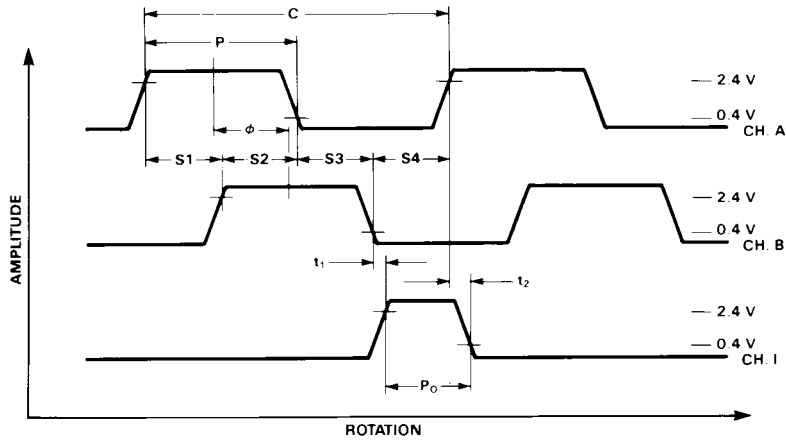 C
P
2.4 V
0.4 V
CH. A
ϕ
S1 S2 S3 S4
2.4 V
0.4 V
CH. B
t₁
t₂
2.4 V
0.4 V
CH. I
P₀
AMPLITUDE
ROTATION